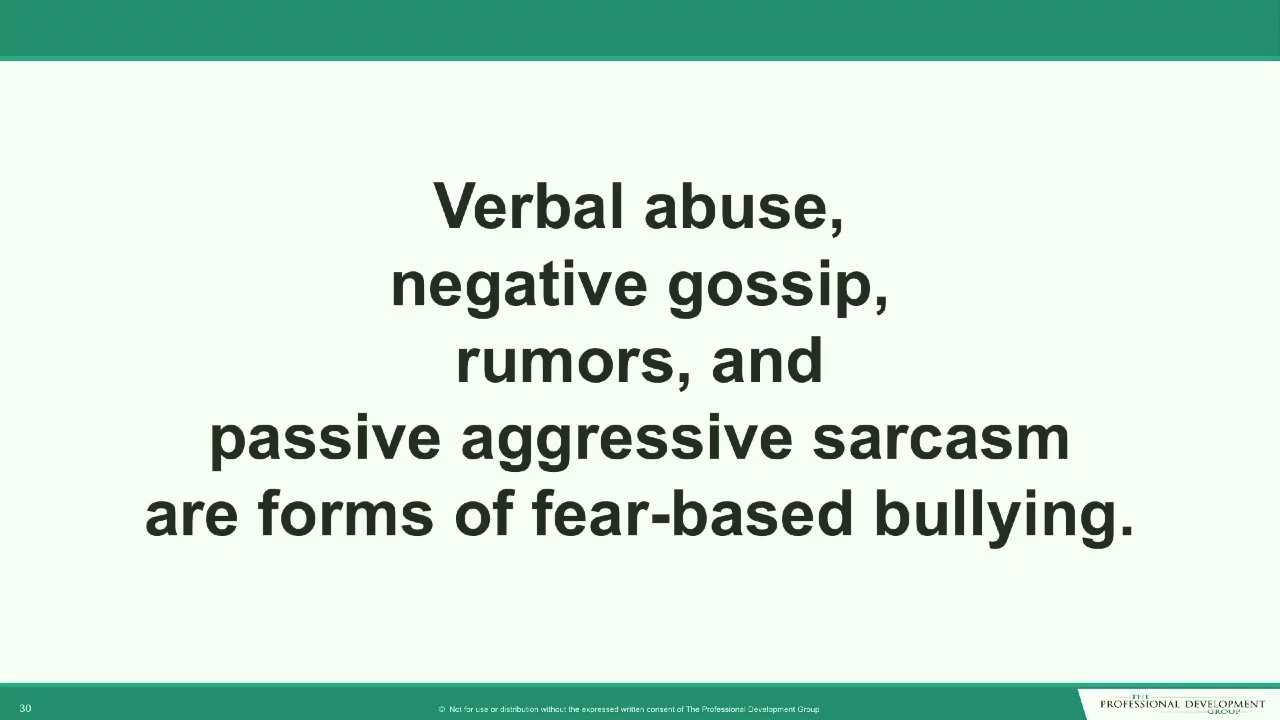 Verbal abuse,
negative gossip,
rumors, and
passive aggressive sarcasm
are forms of fear-based bullying.
30
© Not for use or distribution without the expressed written consent of The Professional Development Group
THE
PROFESSIONAL DEVELOPMENT
GROUP